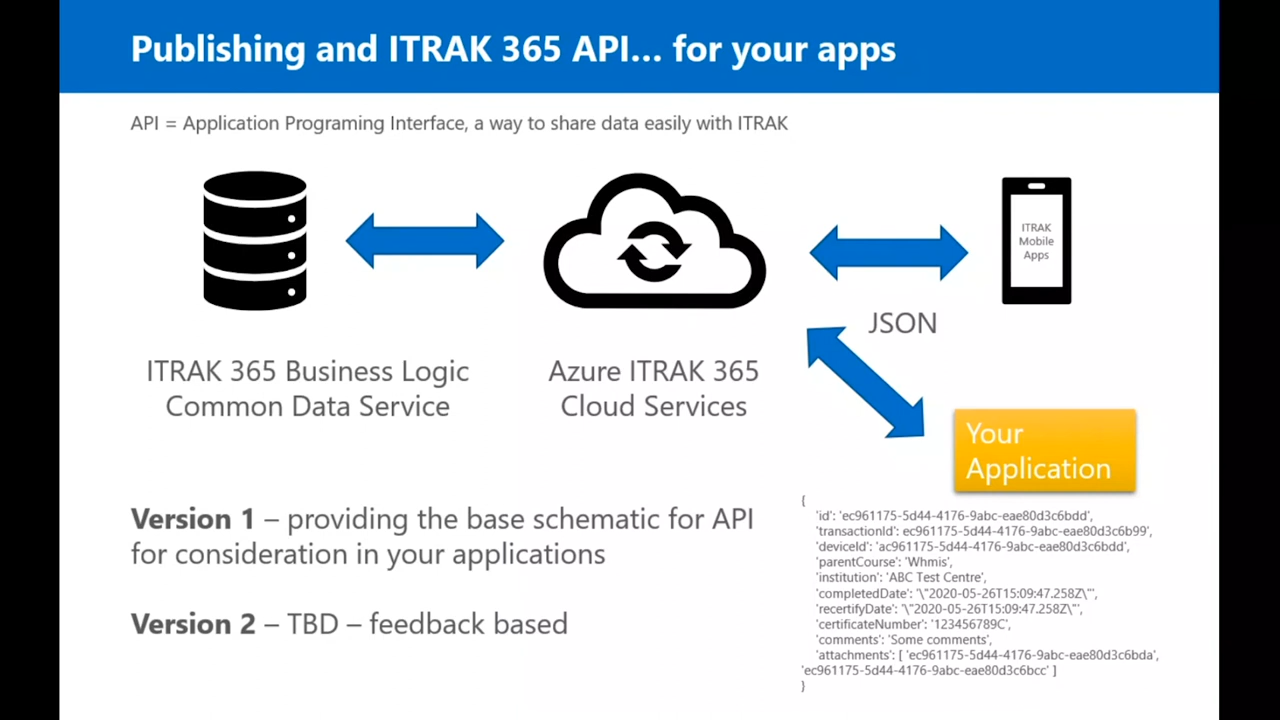 Publishing and ITRAK 365 API... for your apps
API = Application Programing Interface, a way to share data easily with ITRAK
ITRAK
Mobile
Apps
JSON
ITRAK 365 Business Logic
Common Data Service
Azure ITRAK 365
Cloud Services
Your
Application
Version 1 – providing the base schematic for API
for consideration in your applications
Version 2 – TBD – feedback based
{
'id': 'ec961175-5d44-4176-9abc-eae80d3c6bdd',
'transactionId': ec961175-5d44-4176-9abc-eae80d3c6b99',
'deviceId': 'ac961175-5d44-4176-9abc-eae80d3c6bdd',
'parentCourse': 'Whmis',
'institution': 'ABC Test Centre',
'completedDate': '\"2020-05-26T15:09:47.258Z\"',
'recertifyDate': '\"2020-05-26T15:09:47.258Z\"',
'certificateNumber': '123456789C',
'comments': 'Some comments',
'attachments': [ 'ec961175-5d44-4176-9abc-eae80d3c6bda',
'ec961175-5d44-4176-9abc-eae80d3c6bcc' ]
}